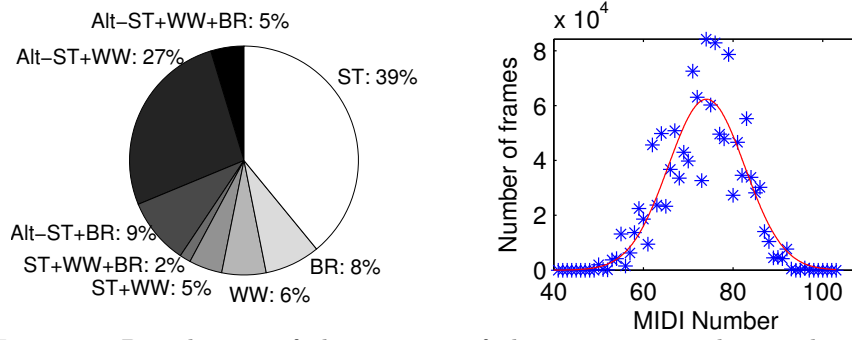 Alt−ST+WW+BR: 5%
Alt−ST+WW: 27%
ST: 39%
Alt−ST+BR: 9%
ST+WW+BR: 2%
ST+WW: 5%
WW: 6%
BR: 8%
x 10^4
Number of frames
8
6
4
2
0
40 60 80 100
MIDI Number